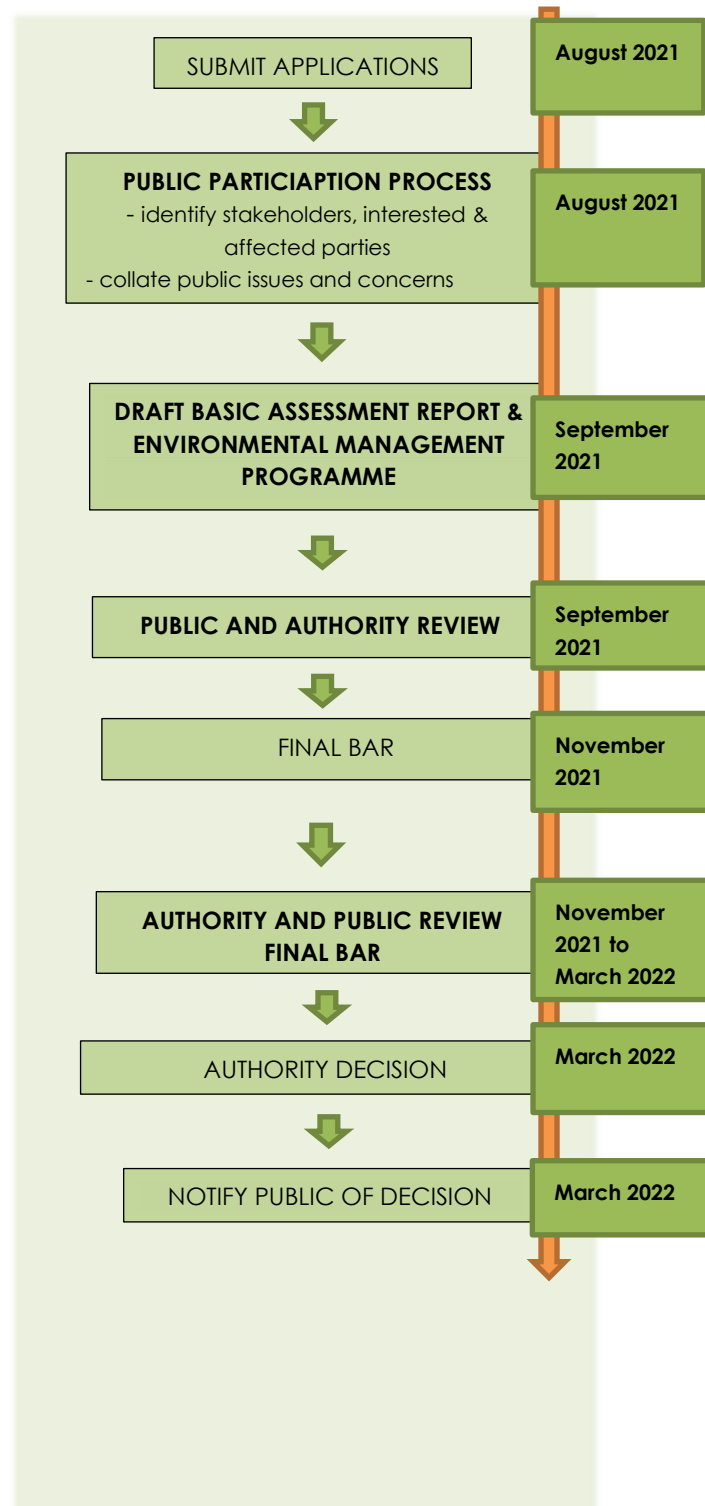 SUBMIT APPLICATIONS
August 2021
PUBLIC PARTICIAPTION PROCESS
- identify stakeholders, interested &
affected parties
- collate public issues and concerns
August 2021
DRAFT BASIC ASSESSMENT REPORT &
ENVIRONMENTAL MANAGEMENT
PROGRAMME
September
2021
PUBLIC AND AUTHORITY REVIEW
September
2021
FINAL BAR
November
2021
AUTHORITY AND PUBLIC REVIEW
FINAL BAR
November
2021 to
March 2022
AUTHORITY DECISION
March 2022
NOTIFY PUBLIC OF DECISION
March 2022